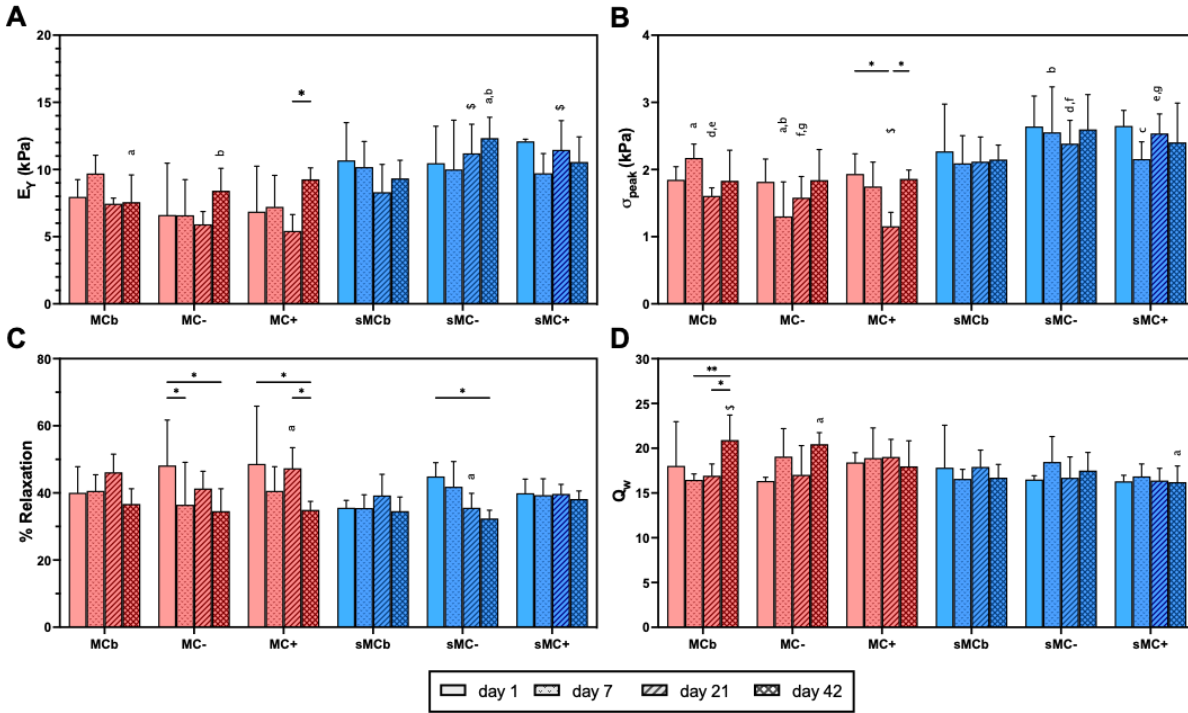 A
E_Y (kPa)
20
15
10
5
0
a
b
*
$
a,b
$
MCb MC- MC+ sMCb sMC- sMC+
B
σ_peak (kPa)
4
3
2
1
0
a
d,e
a,b
f,g
*
*
$
b
d,f
c
e,g
MCb MC- MC+ sMCb sMC- sMC+
C
% Relaxation
80
60
40
20
0
*
*
*
*
a
*
a
MCb MC- MC+ sMCb sMC- sMC+
D
Q_w
30
25
20
15
10
5
0
**
*
$
a
a
MCb MC- MC+ sMCb sMC- sMC+
day 1 day 7 day 21 day 42